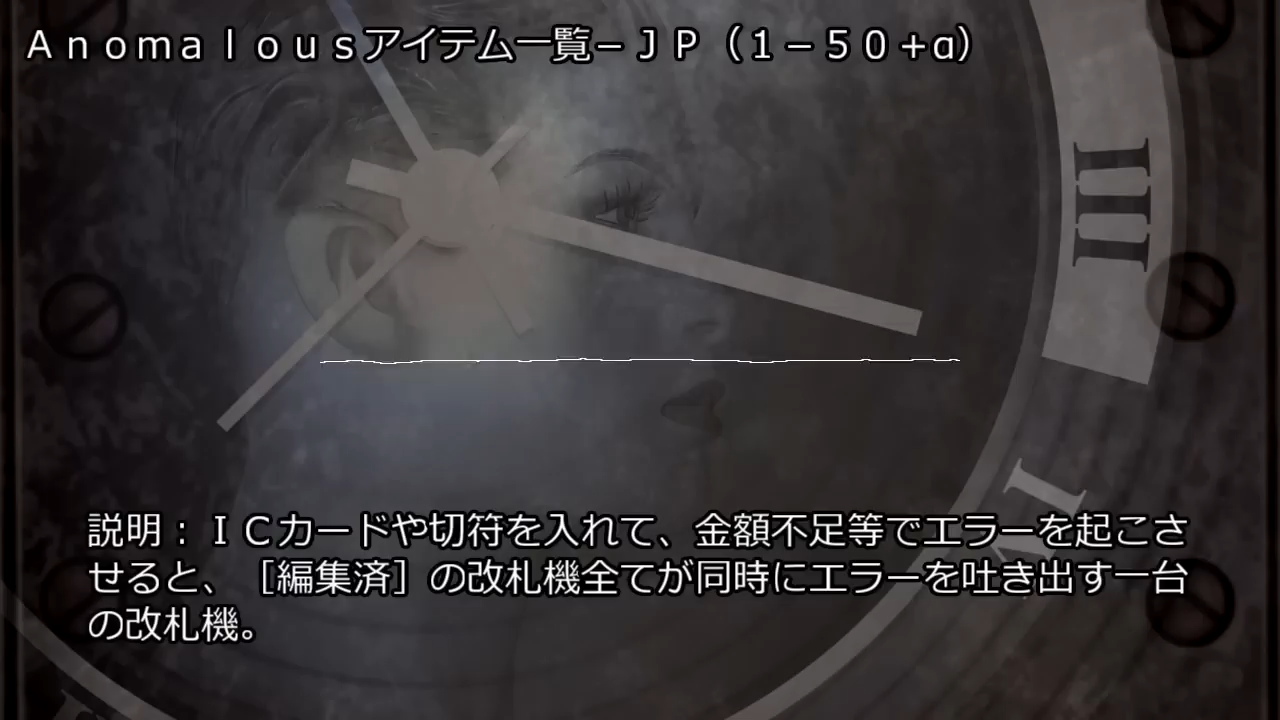 Ａｎｏｍａｌｏｕｓアイテム一覧－ＪＰ（１－５０＋α）
III
IV
説明：ＩＣカードや切符を入れて、金額不足等でエラーを起こさ
せると、［編集済］の改札機全てが同時にエラーを吐き出す一台
の改札機。